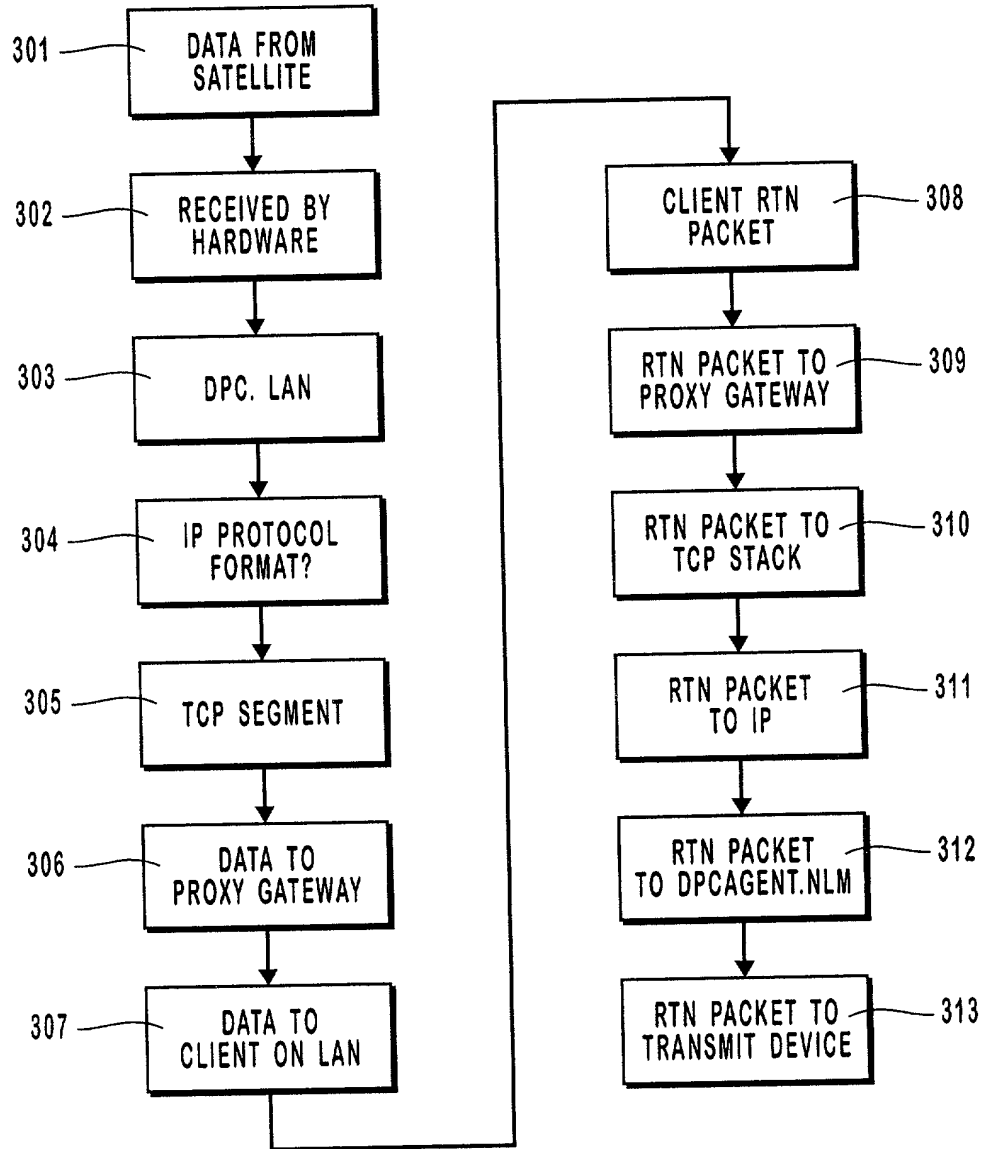 301
DATA FROM
SATELLITE
302
RECEIVED BY
HARDWARE
303
DPC. LAN
304
IP PROTOCOL
FORMAT?
305
TCP SEGMENT
306
DATA TO
PROXY GATEWAY
307
DATA TO
CLIENT ON LAN
308
CLIENT RTN
PACKET
309
RTN PACKET TO
PROXY GATEWAY
310
RTN PACKET TO
TCP STACK
311
RTN PACKET
TO IP
312
RTN PACKET
TO DPCAGENT.NLM
313
RTN PACKET TO
TRANSMIT DEVICE